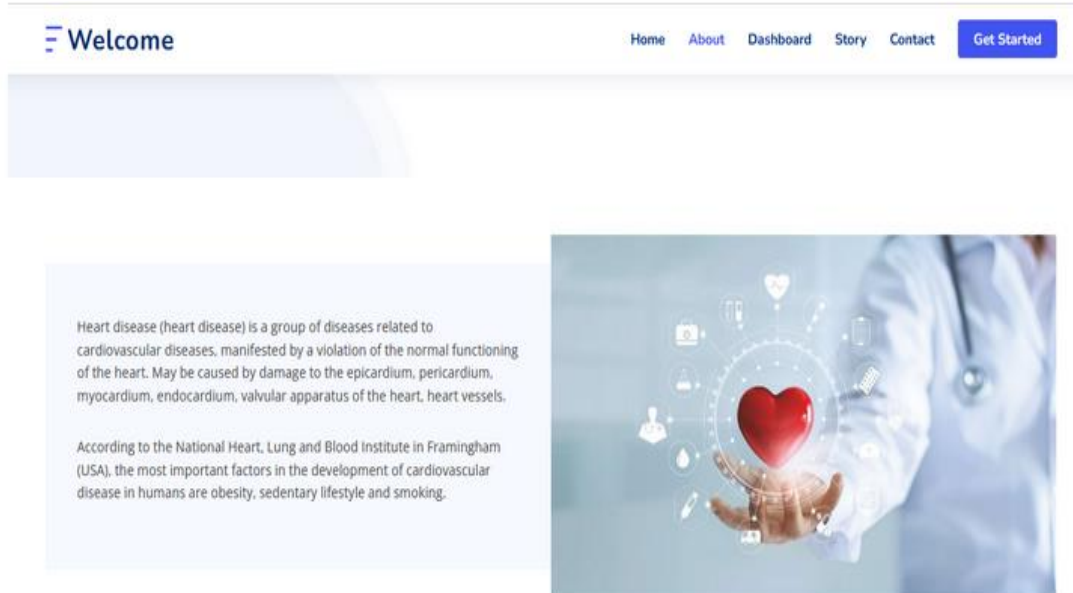 Welcome
Home About Dashboard Story Contact Get Started
Heart disease (heart disease) is a group of diseases related to
cardiovascular diseases, manifested by a violation of the normal functioning
of the heart. May be caused by damage to the epicardium, pericardium,
myocardium, endocardium, valvular apparatus of the heart, heart vessels.
According to the National Heart, Lung and Blood Institute in Framingham
(USA), the most important factors in the development of cardiovascular
disease in humans are obesity, sedentary lifestyle and smoking.